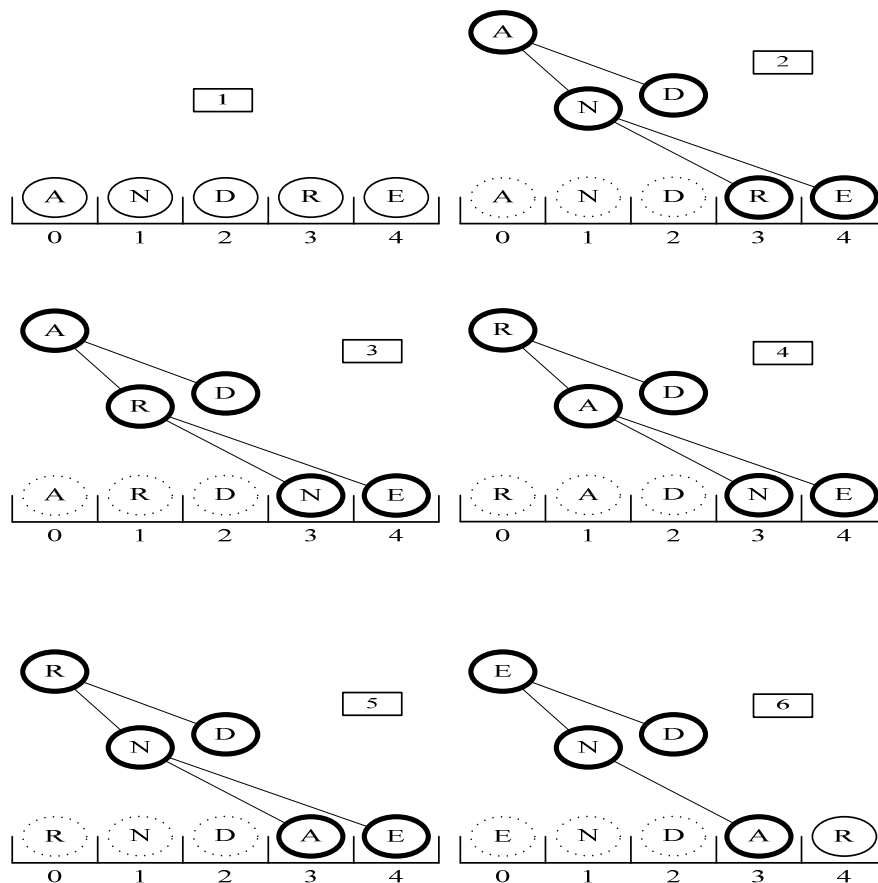 1
A N D R E
0 1 2 3 4
A
2
N D
A N D R E
0 1 2 3 4
A
3
R D
A R D N E
0 1 2 3 4
R
4
A D
R A D N E
0 1 2 3 4
R
5
N D
R N D A E
0 1 2 3 4
E
6
N D
E N D A R
0 1 2 3 4